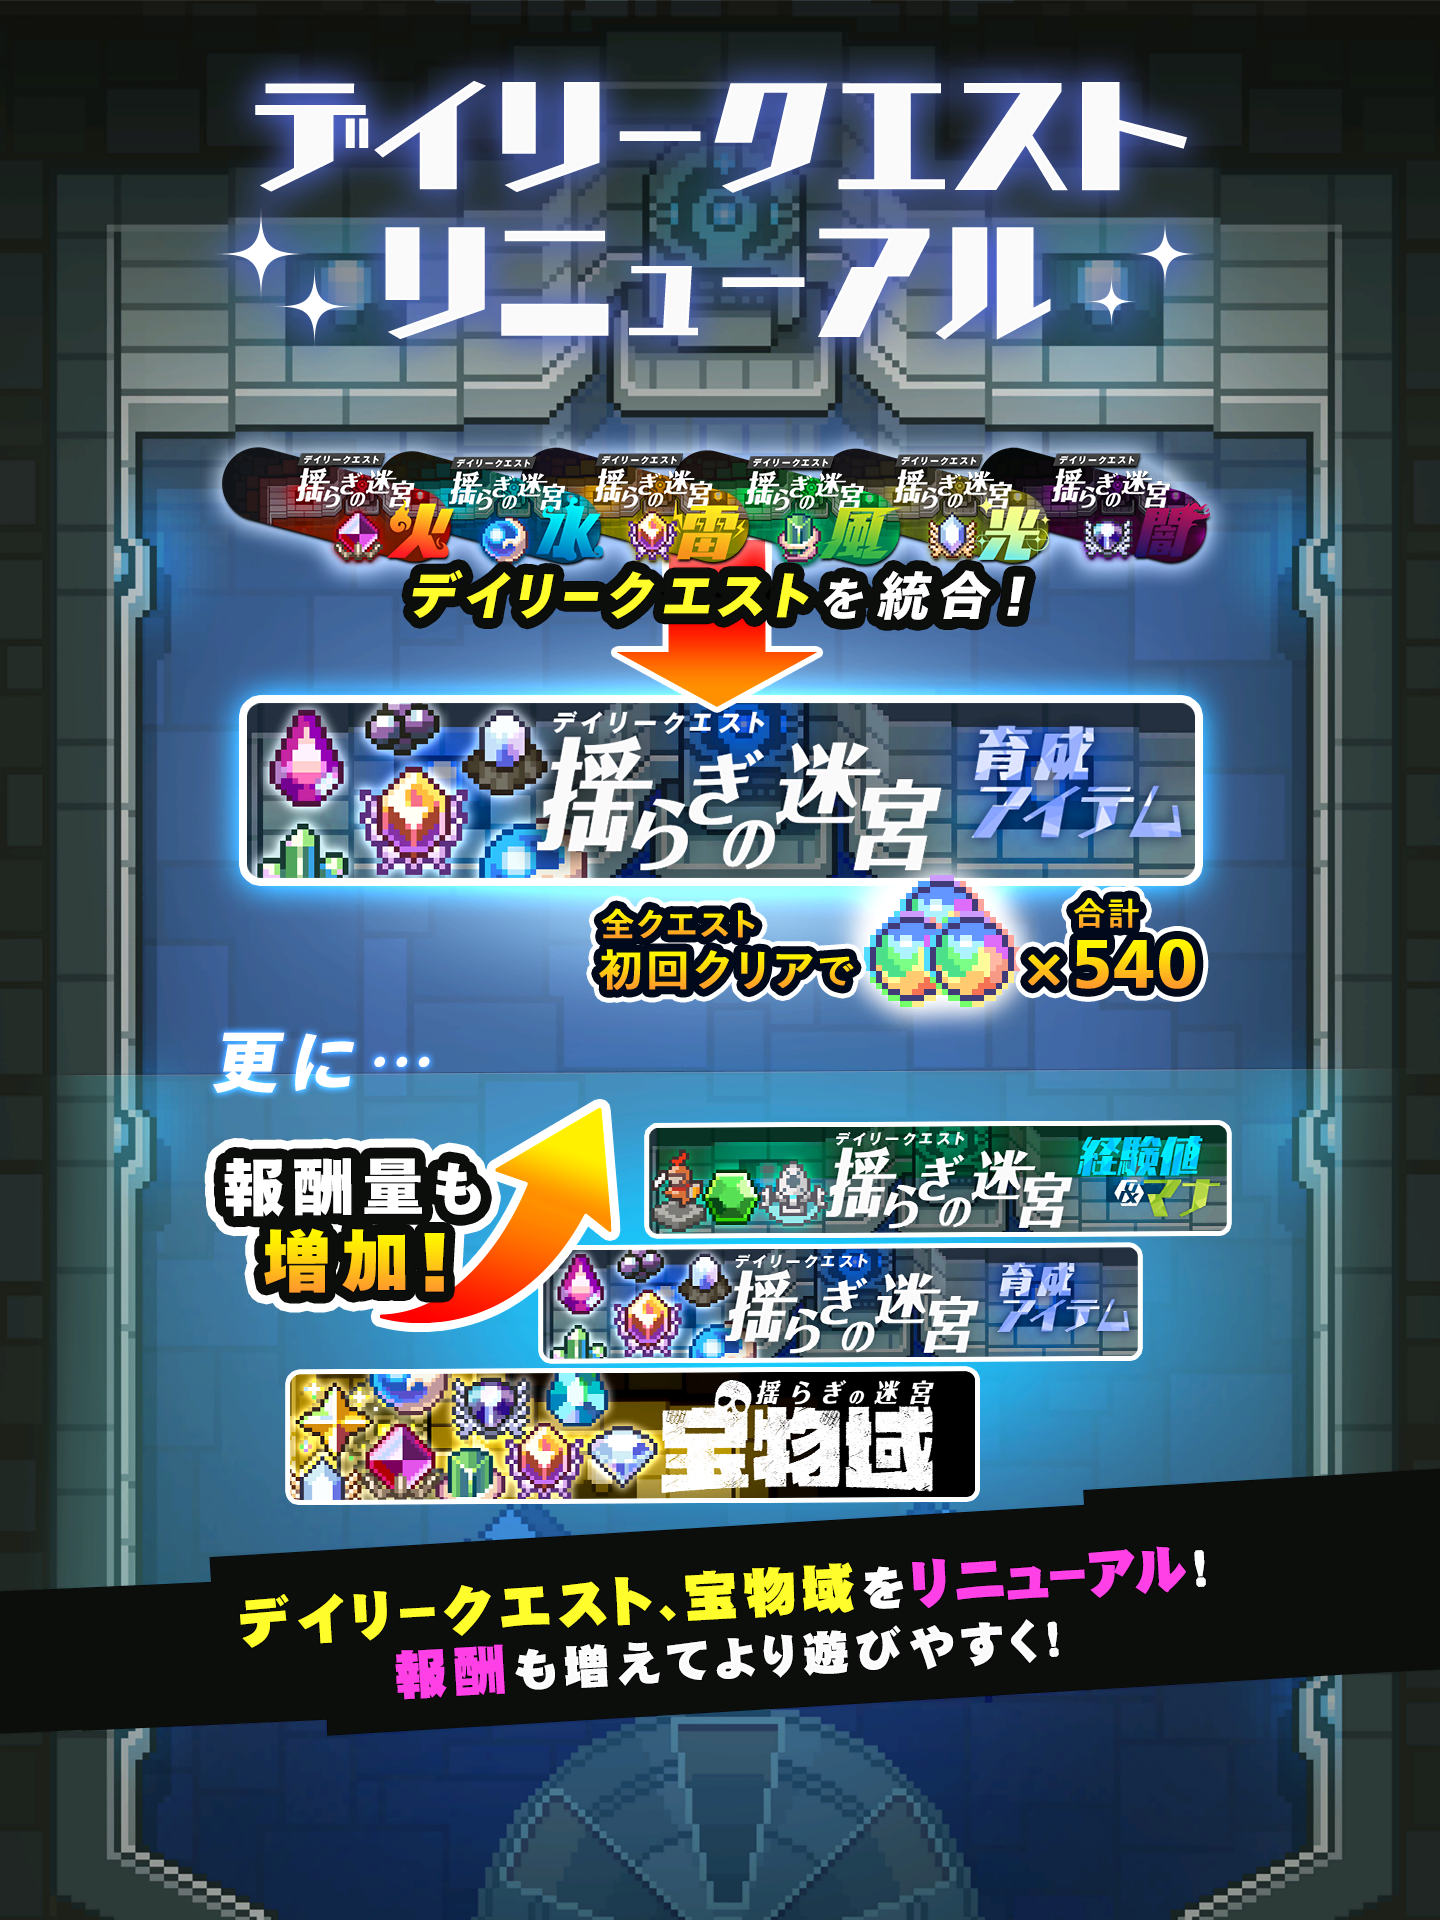 デイリークエスト
リニューアル
デイリークエスト
揺らぎの迷宮
火
デイリークエスト
揺らぎの迷宮
水
デイリークエスト
揺らぎの迷宮
雷
デイリークエスト
揺らぎの迷宮
風
デイリークエスト
揺らぎの迷宮
光
デイリークエスト
揺らぎの迷宮
闇
デイリークエストを統合!
デイリークエスト
揺らぎの迷宮
育成
アイテム
全クエスト
初回クリアで
合計
×540
更に…
報酬量も
増加!
デイリークエスト
揺らぎの迷宮
経験値
&マナ
デイリークエスト
揺らぎの迷宮
育成
アイテム
揺らぎの迷宮
宝物域
デイリークエスト、宝物域をリニューアル!
報酬も増えてより遊びやすく!